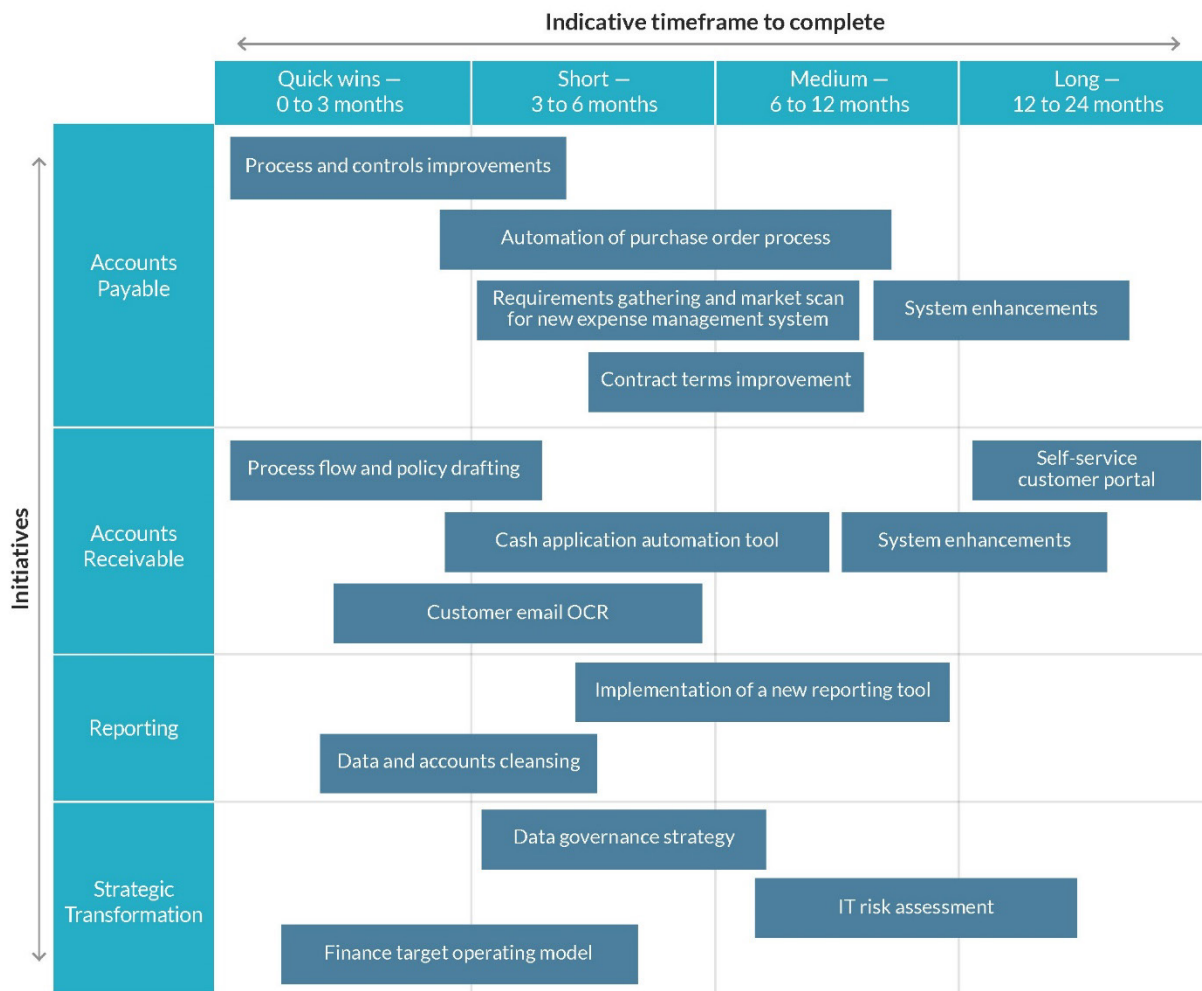 Indicative timeframe to complete
Quick wins —
0 to 3 months
Short —
3 to 6 months
Medium —
6 to 12 months
Long —
12 to 24 months
Initiatives
Accounts
Payable
Process and controls improvements
Automation of purchase order process
Requirements gathering and market scan
for new expense management system
System enhancements
Contract terms improvement
Accounts
Receivable
Process flow and policy drafting
Self-service
customer portal
Cash application automation tool
System enhancements
Customer email OCR
Reporting
Implementation of a new reporting tool
Data and accounts cleansing
Strategic
Transformation
Data governance strategy
IT risk assessment
Finance target operating model